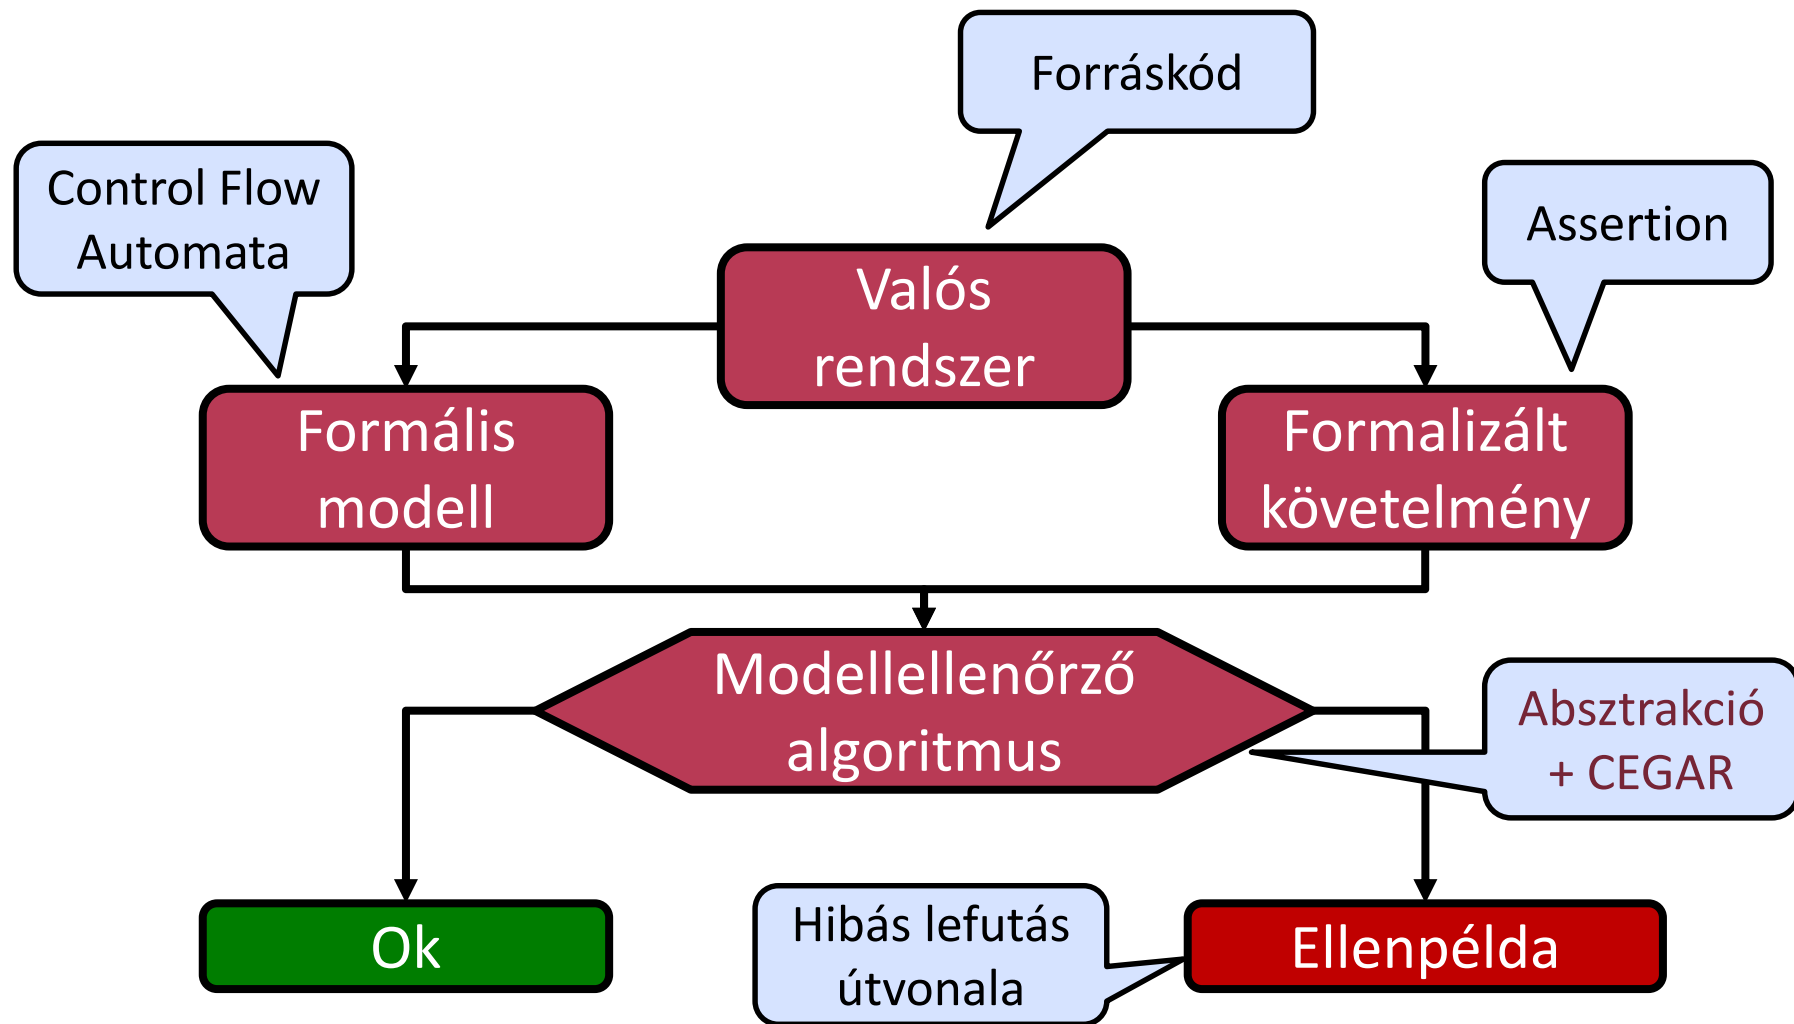 Forráskód
Control Flow
Automata
Assertion
Valós
rendszer
Formális
modell
Formalizált
követelmény
Modellellenőrző
algoritmus
Absztrakció
+ CEGAR
Ok
Hibás lefutás
útvonala
Ellenpélda